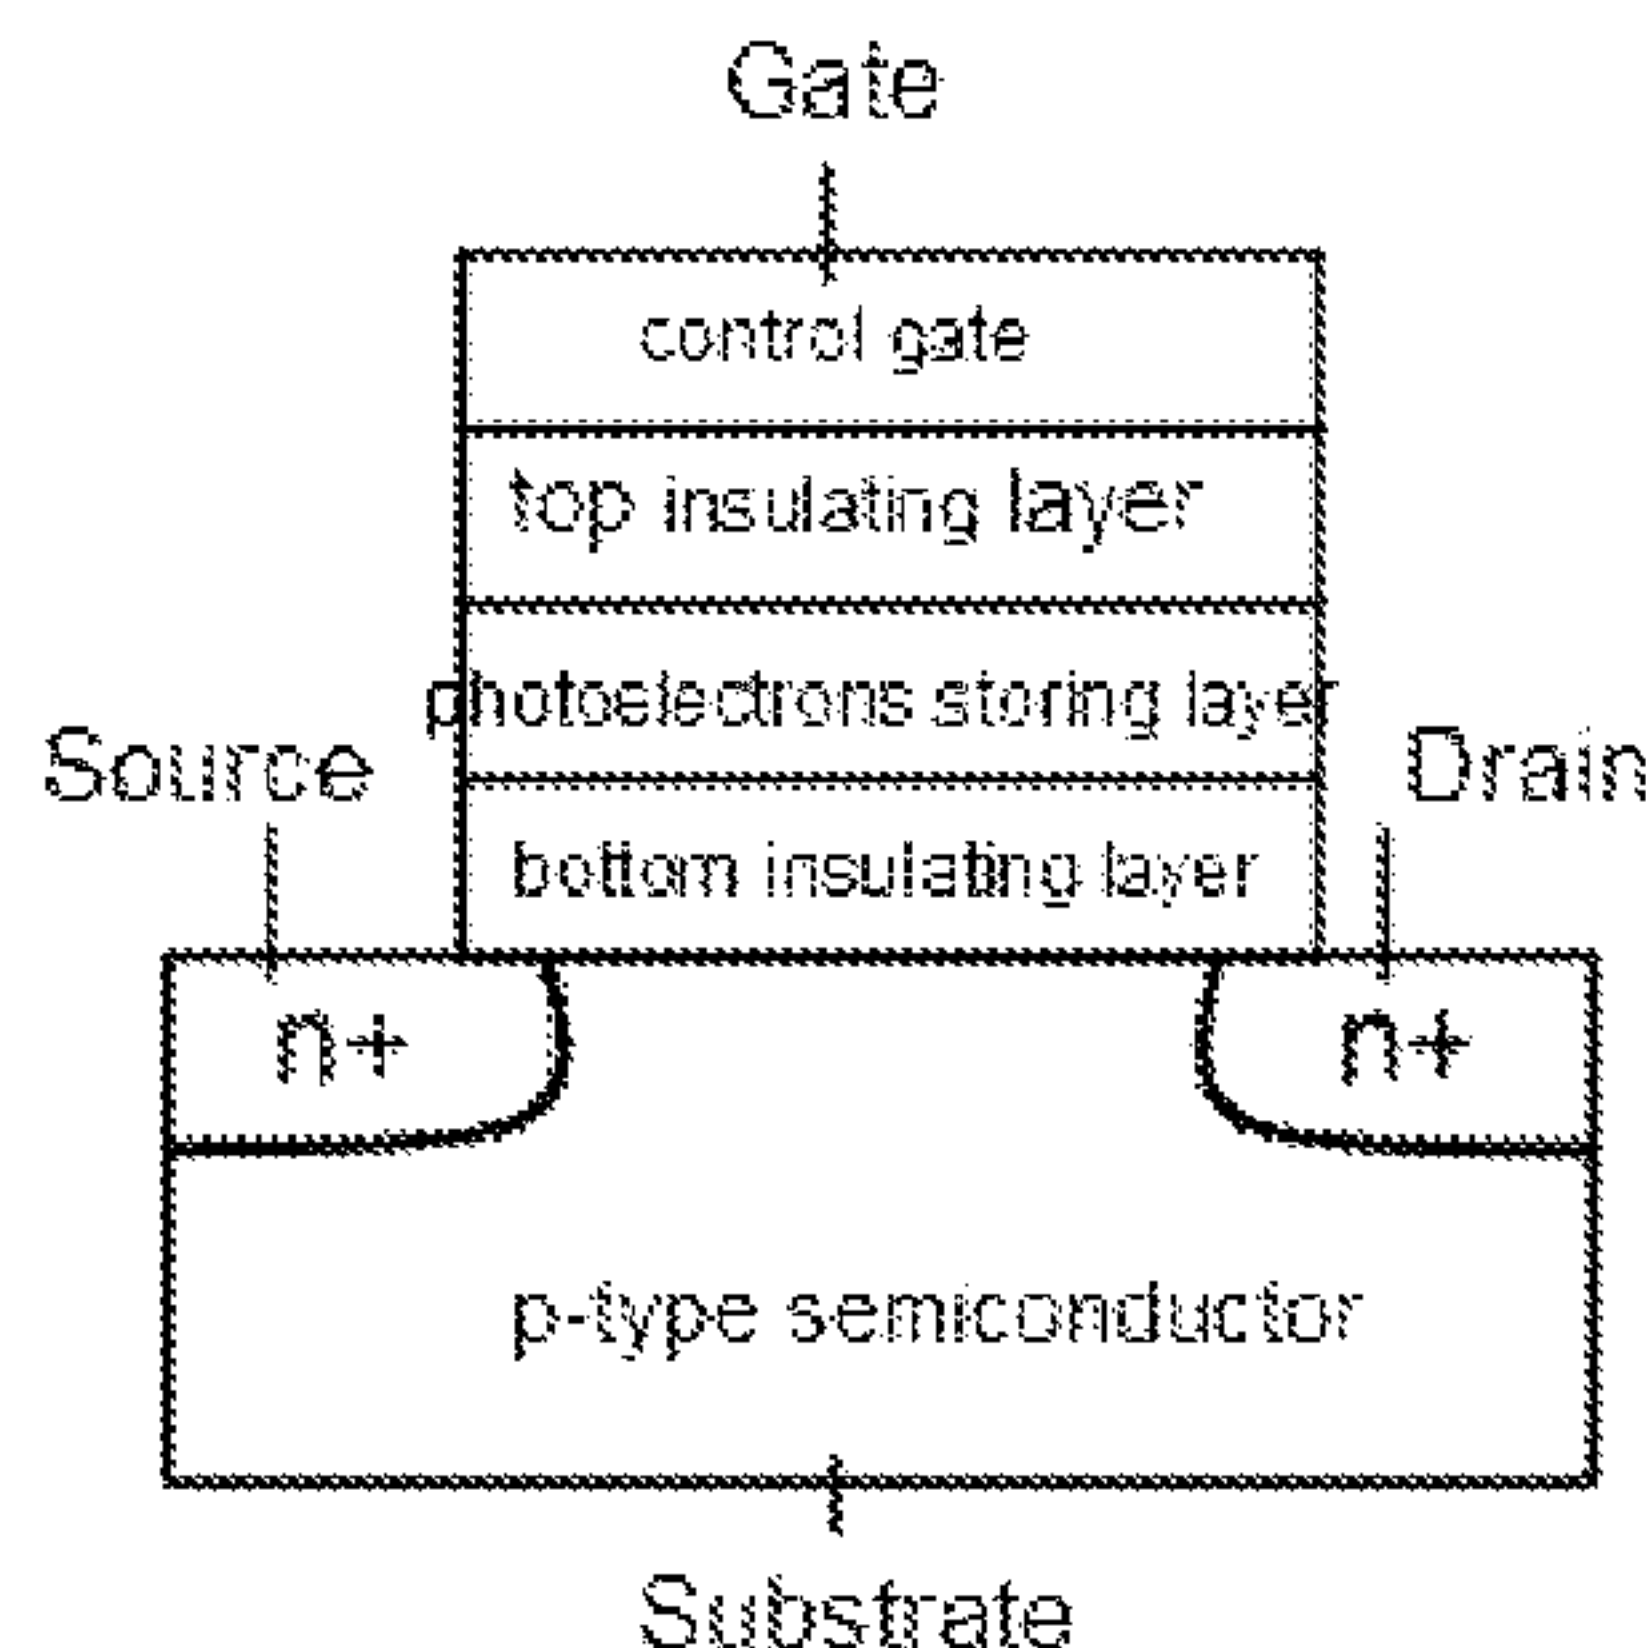 Gate
control gate
top insulating layer
photoelectrons storing layer
Source
Drain
bottom insulating layer
n+
n+
p-type semiconductor
Substrate